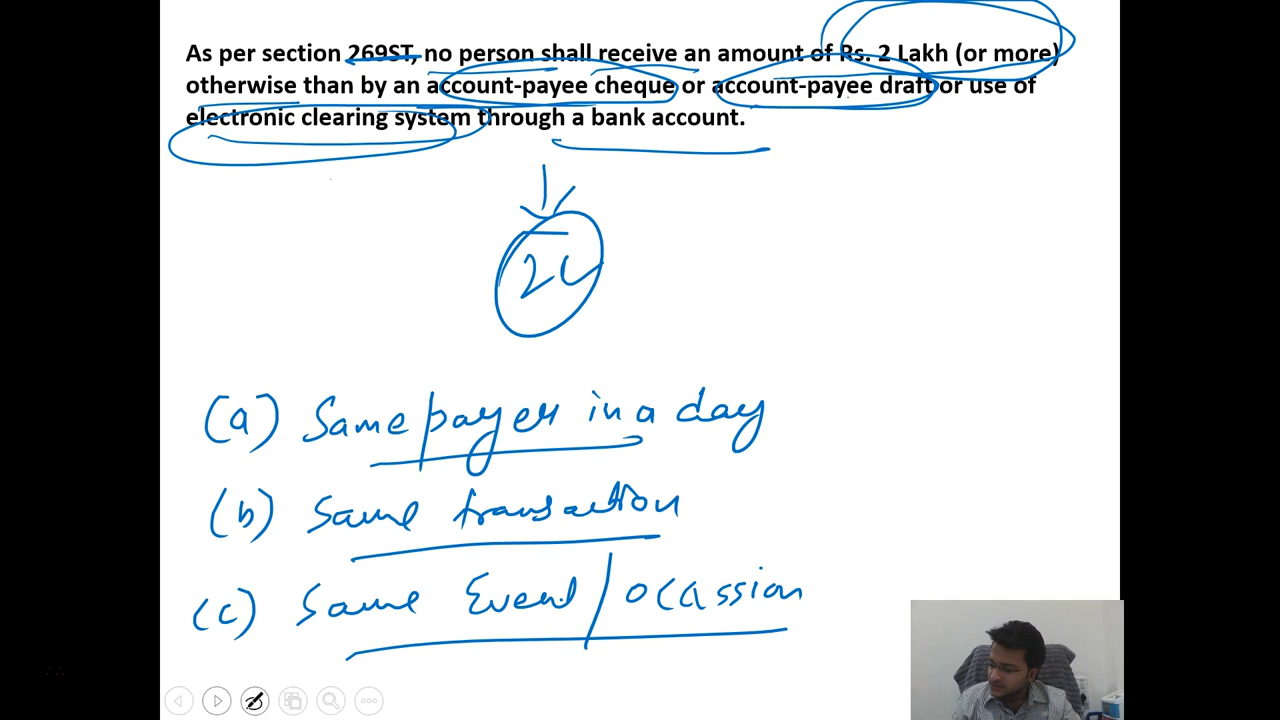 As per section 269ST, no person shall receive an amount of Rs. 2 Lakh (or more)
otherwise than by an account-payee cheque or account-payee draft or use of
electronic clearing system through a bank account.
2L
(a) Same payer in a day
(b) Same transaction
(c) Same Event / occassion